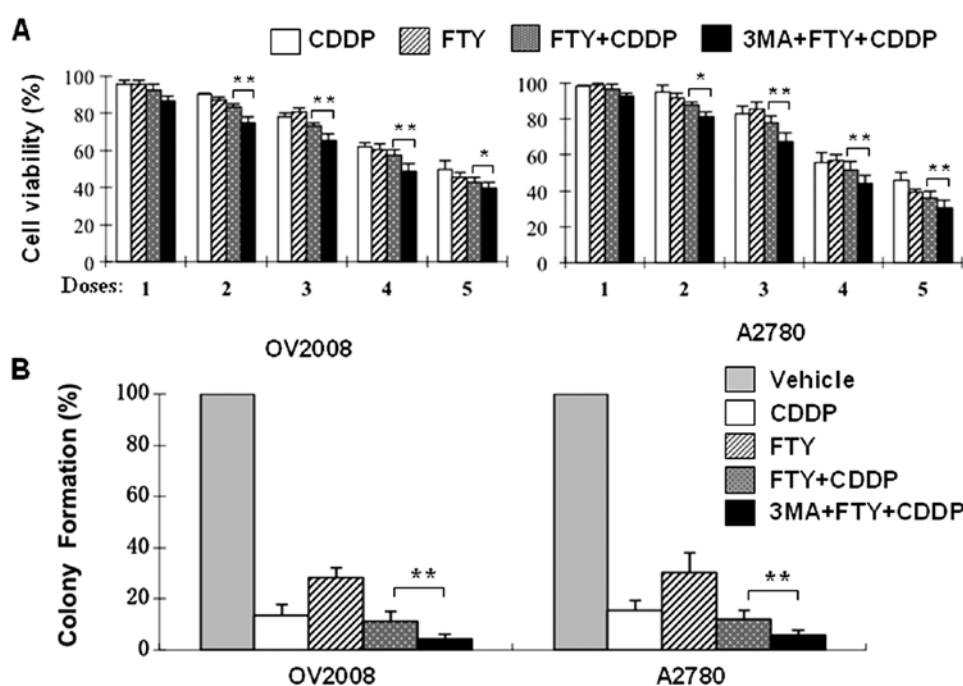 A
CDDP FTY FTY+CDDP 3MA+FTY+CDDP
Cell viability (%)
100
80
60
40
20
0
** ** ** *
Doses: 1 2 3 4 5
OV2008
100
80
60
40
20
0
* ** ** **
1 2 3 4 5
A2780
B
Colony Formation (%)
100
80
60
40
20
0
**
**
OV2008 A2780
Vehicle
CDDP
FTY
FTY+CDDP
3MA+FTY+CDDP